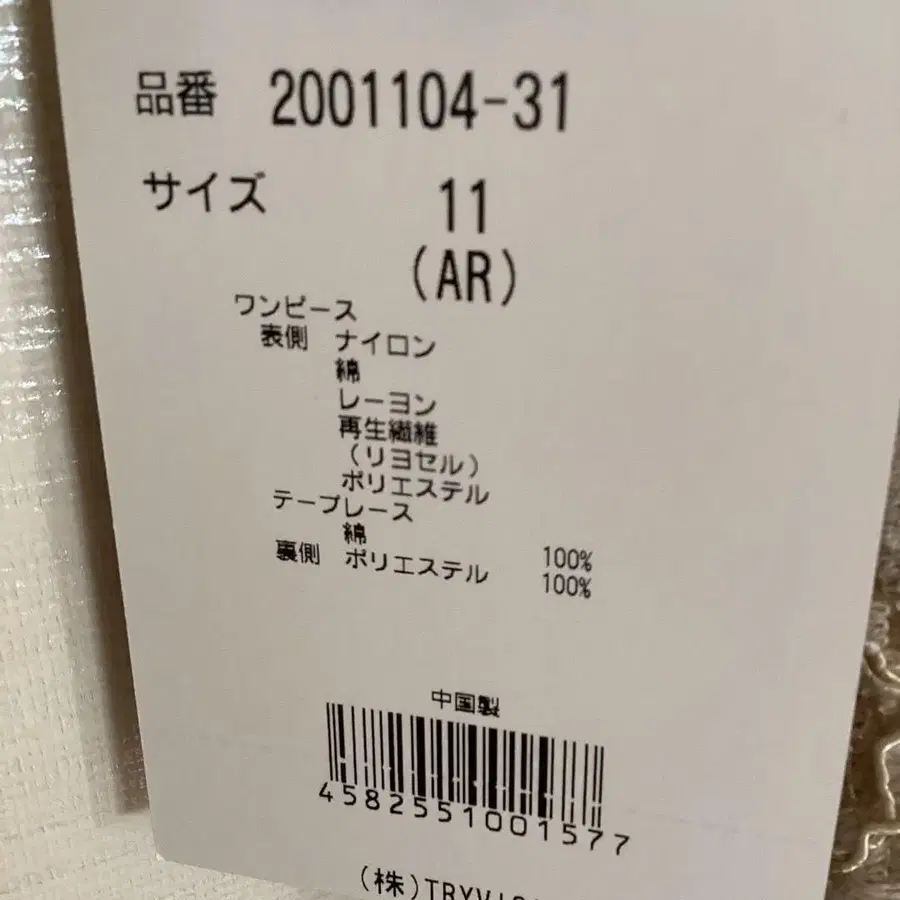 品番 2001104-31
サイズ 11
(AR)
ワンピース
表側 ナイロン
綿
レーヨン
再生繊維
(リヨセル)
ポリエステル
テープレース
綿 100%
裏側 ポリエステル 100%
中国製
4582551001577
(株)